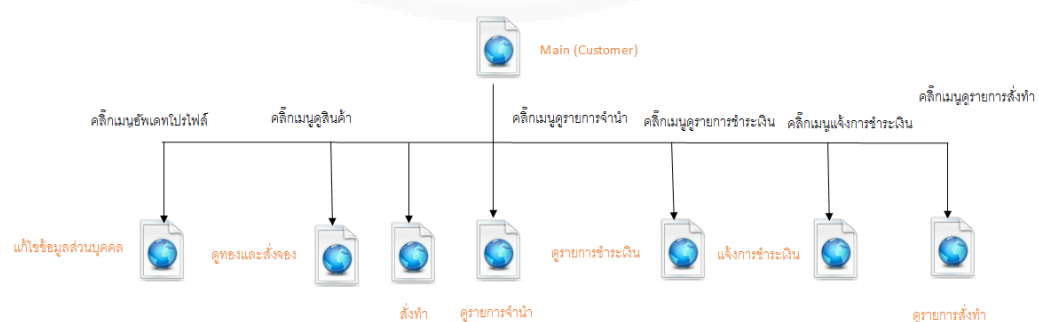 Main (Customer)
คลิ๊กเมนูอัพเดทโปรไฟล์
คลิ๊กเมนูดูสินค้า
คลิ๊กเมนูดูรายการจำนำ
คลิ๊กเมนูดูรายการชำระเงิน
คลิ๊กเมนูแจ้งการชำระเงิน
คลิ๊กเมนูดูรายการสั่งทำ
แก้ไขข้อมูลส่วนบุคคล
ดูทองและสั่งจอง
สั่งทำ
ดูรายการจำนำ
ดูรายการชำระเงิน
แจ้งการชำระเงิน
ดูรายการสั่งทำ